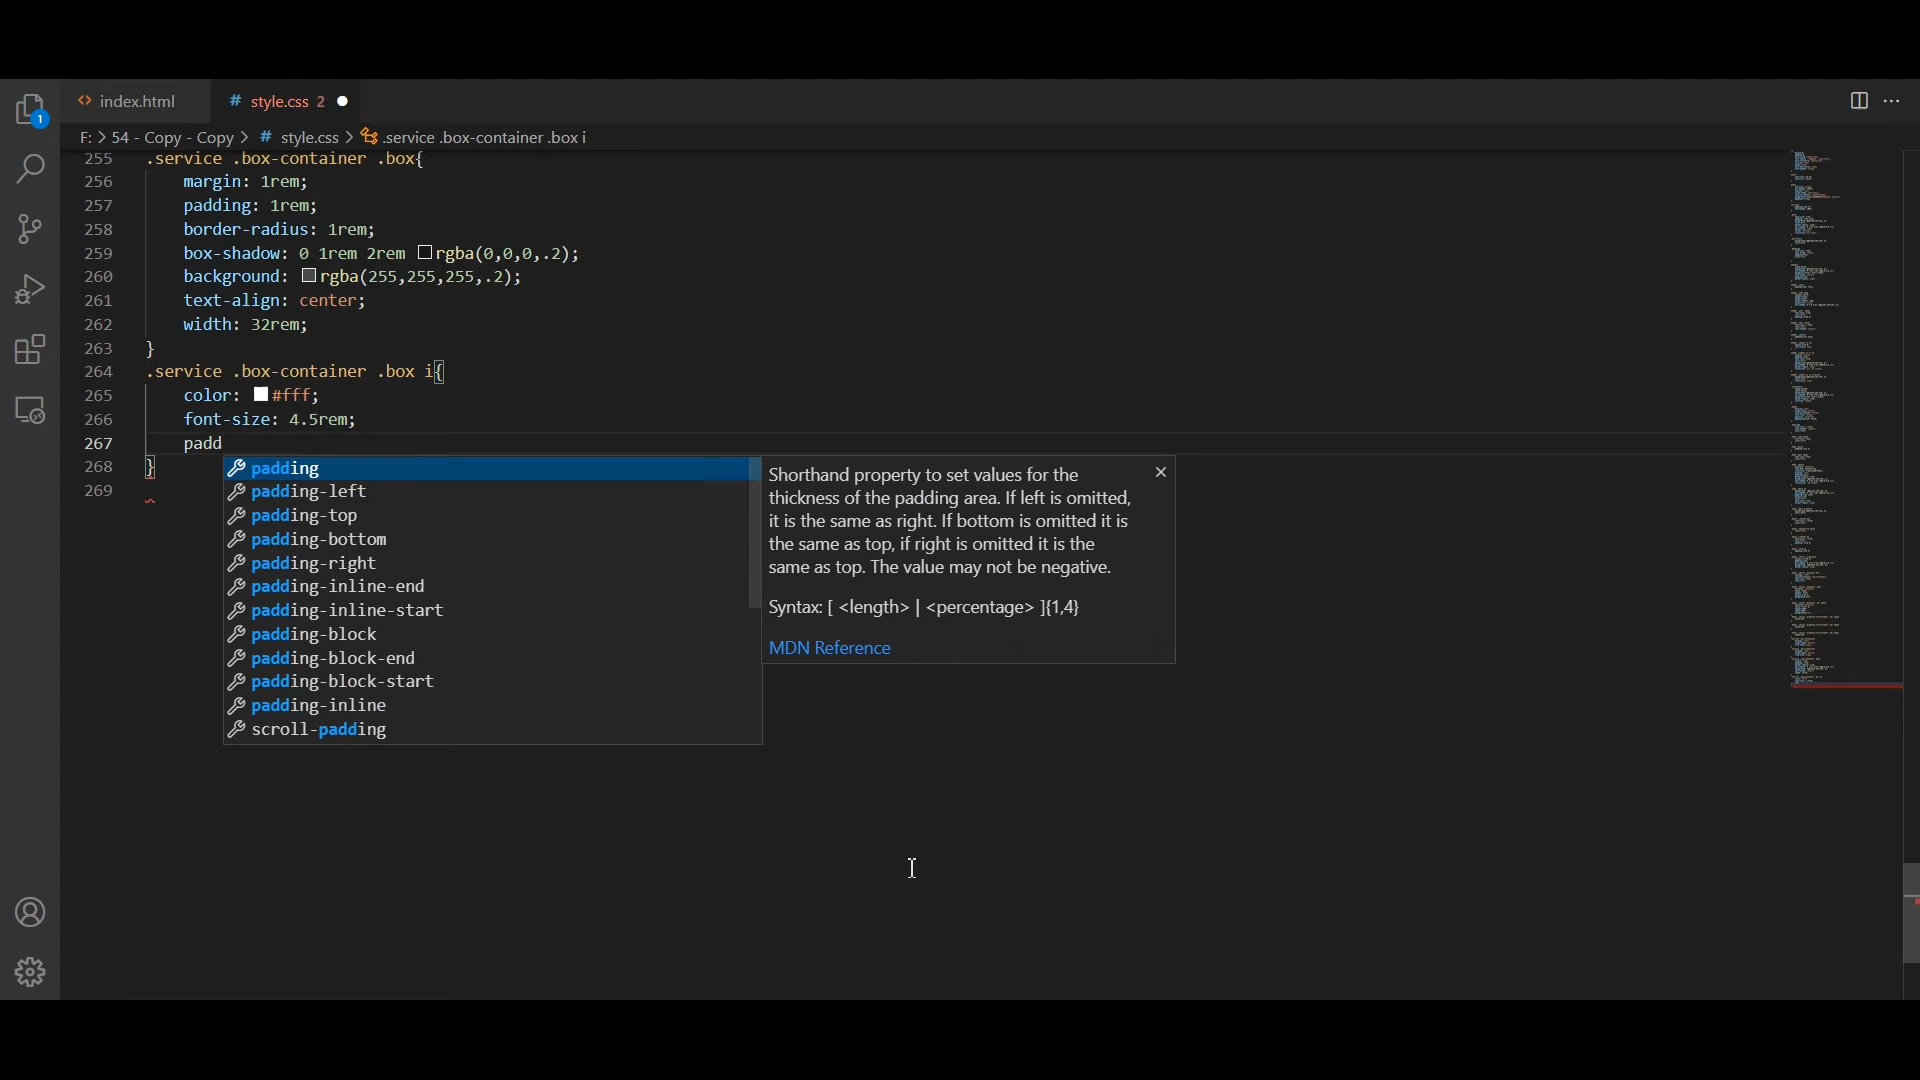 index.html
# style.css 2
F: > 54 - Copy - Copy > # style.css > .service .box-container .box i
255 .service .box-container .box{
256 margin: 1rem;
257 padding: 1rem;
258 border-radius: 1rem;
259 box-shadow: 0 1rem 2rem rgba(0,0,0,.2);
260 background: rgba(255,255,255,.2);
261 text-align: center;
262 width: 32rem;
263 }
264 .service .box-container .box i{
265 color: #fff;
266 font-size: 4.5rem;
267 padd
268 }
269
padding
padding-left
padding-top
padding-bottom
padding-right
padding-inline-end
padding-inline-start
padding-block
padding-block-end
padding-block-start
padding-inline
scroll-padding
Shorthand property to set values for the
thickness of the padding area. If left is omitted,
it is the same as right. If bottom is omitted it is
the same as top, if right is omitted it is the
same as top. The value may not be negative.
Syntax: [ <length> | <percentage> ]{1,4}
MDN Reference
1